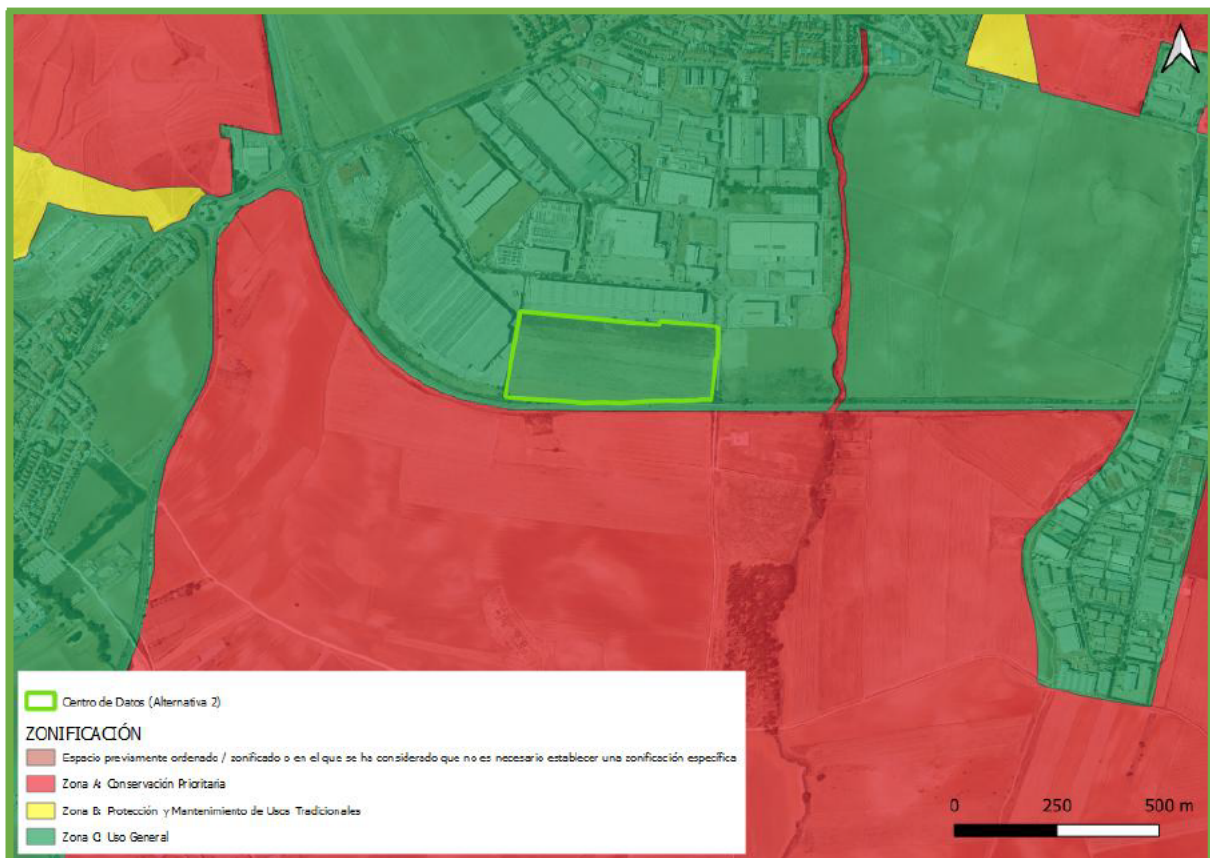 Centro de Datos (Alternativa 2)
ZONIFICACIÓN
Espacio previamente ordenado / zonificado o en el que se ha considerado que no es necesario establecer una zonificación específica
Zona A: Conservación Prioritaria
Zona B: Protección y Mantenimiento de Usos Tradicionales
Zona C: Uso General
0 250 500 m